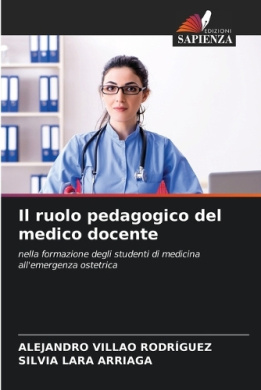 EDIZIONI
SAPIENZA
Il ruolo pedagogico del
medico docente
nella formazione degli studenti di medicina
all'emergenza ostetrica
ALEJANDRO VILLAO RODRÍGUEZ
SILVIA LARA ARRIAGA